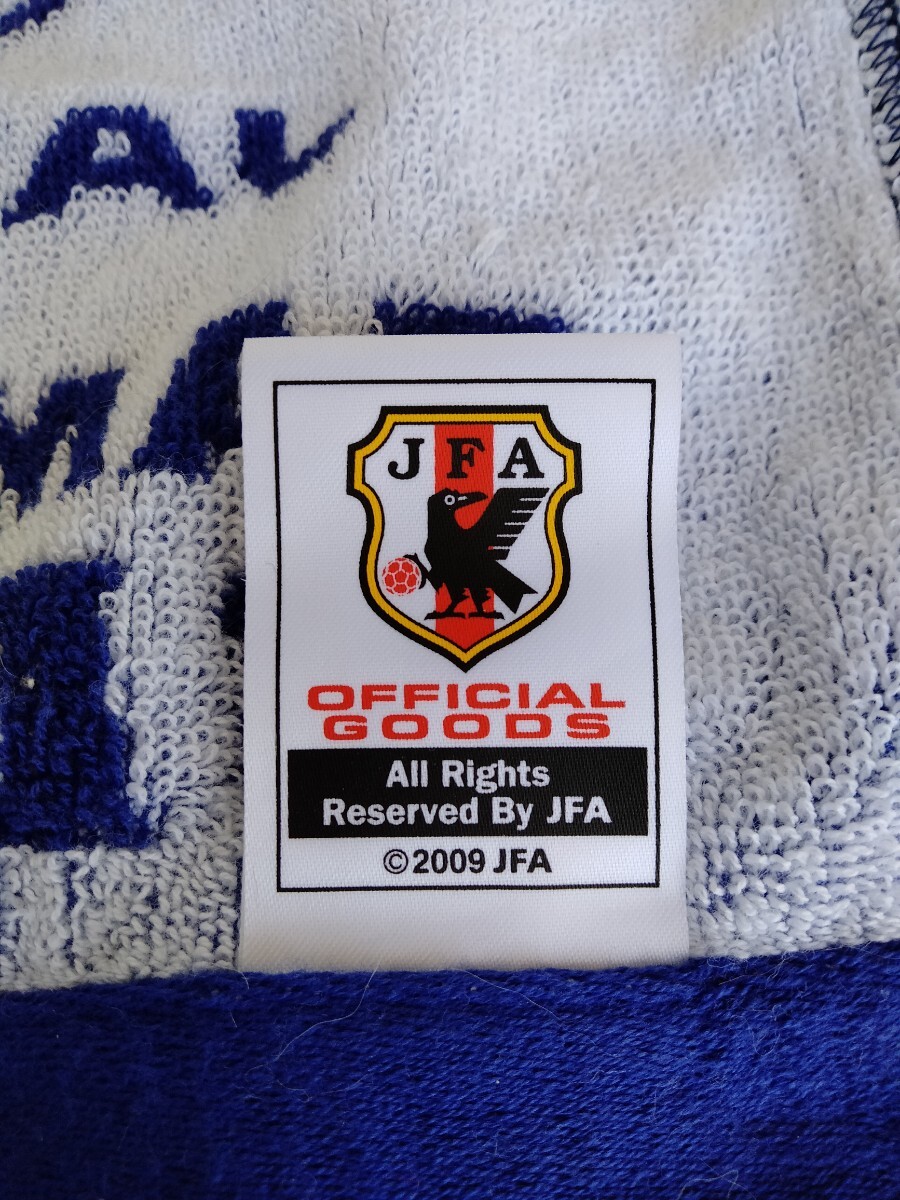 JFA
OFFICIAL
GOODS
All Rights
Reserved By JFA
©2009 JFA